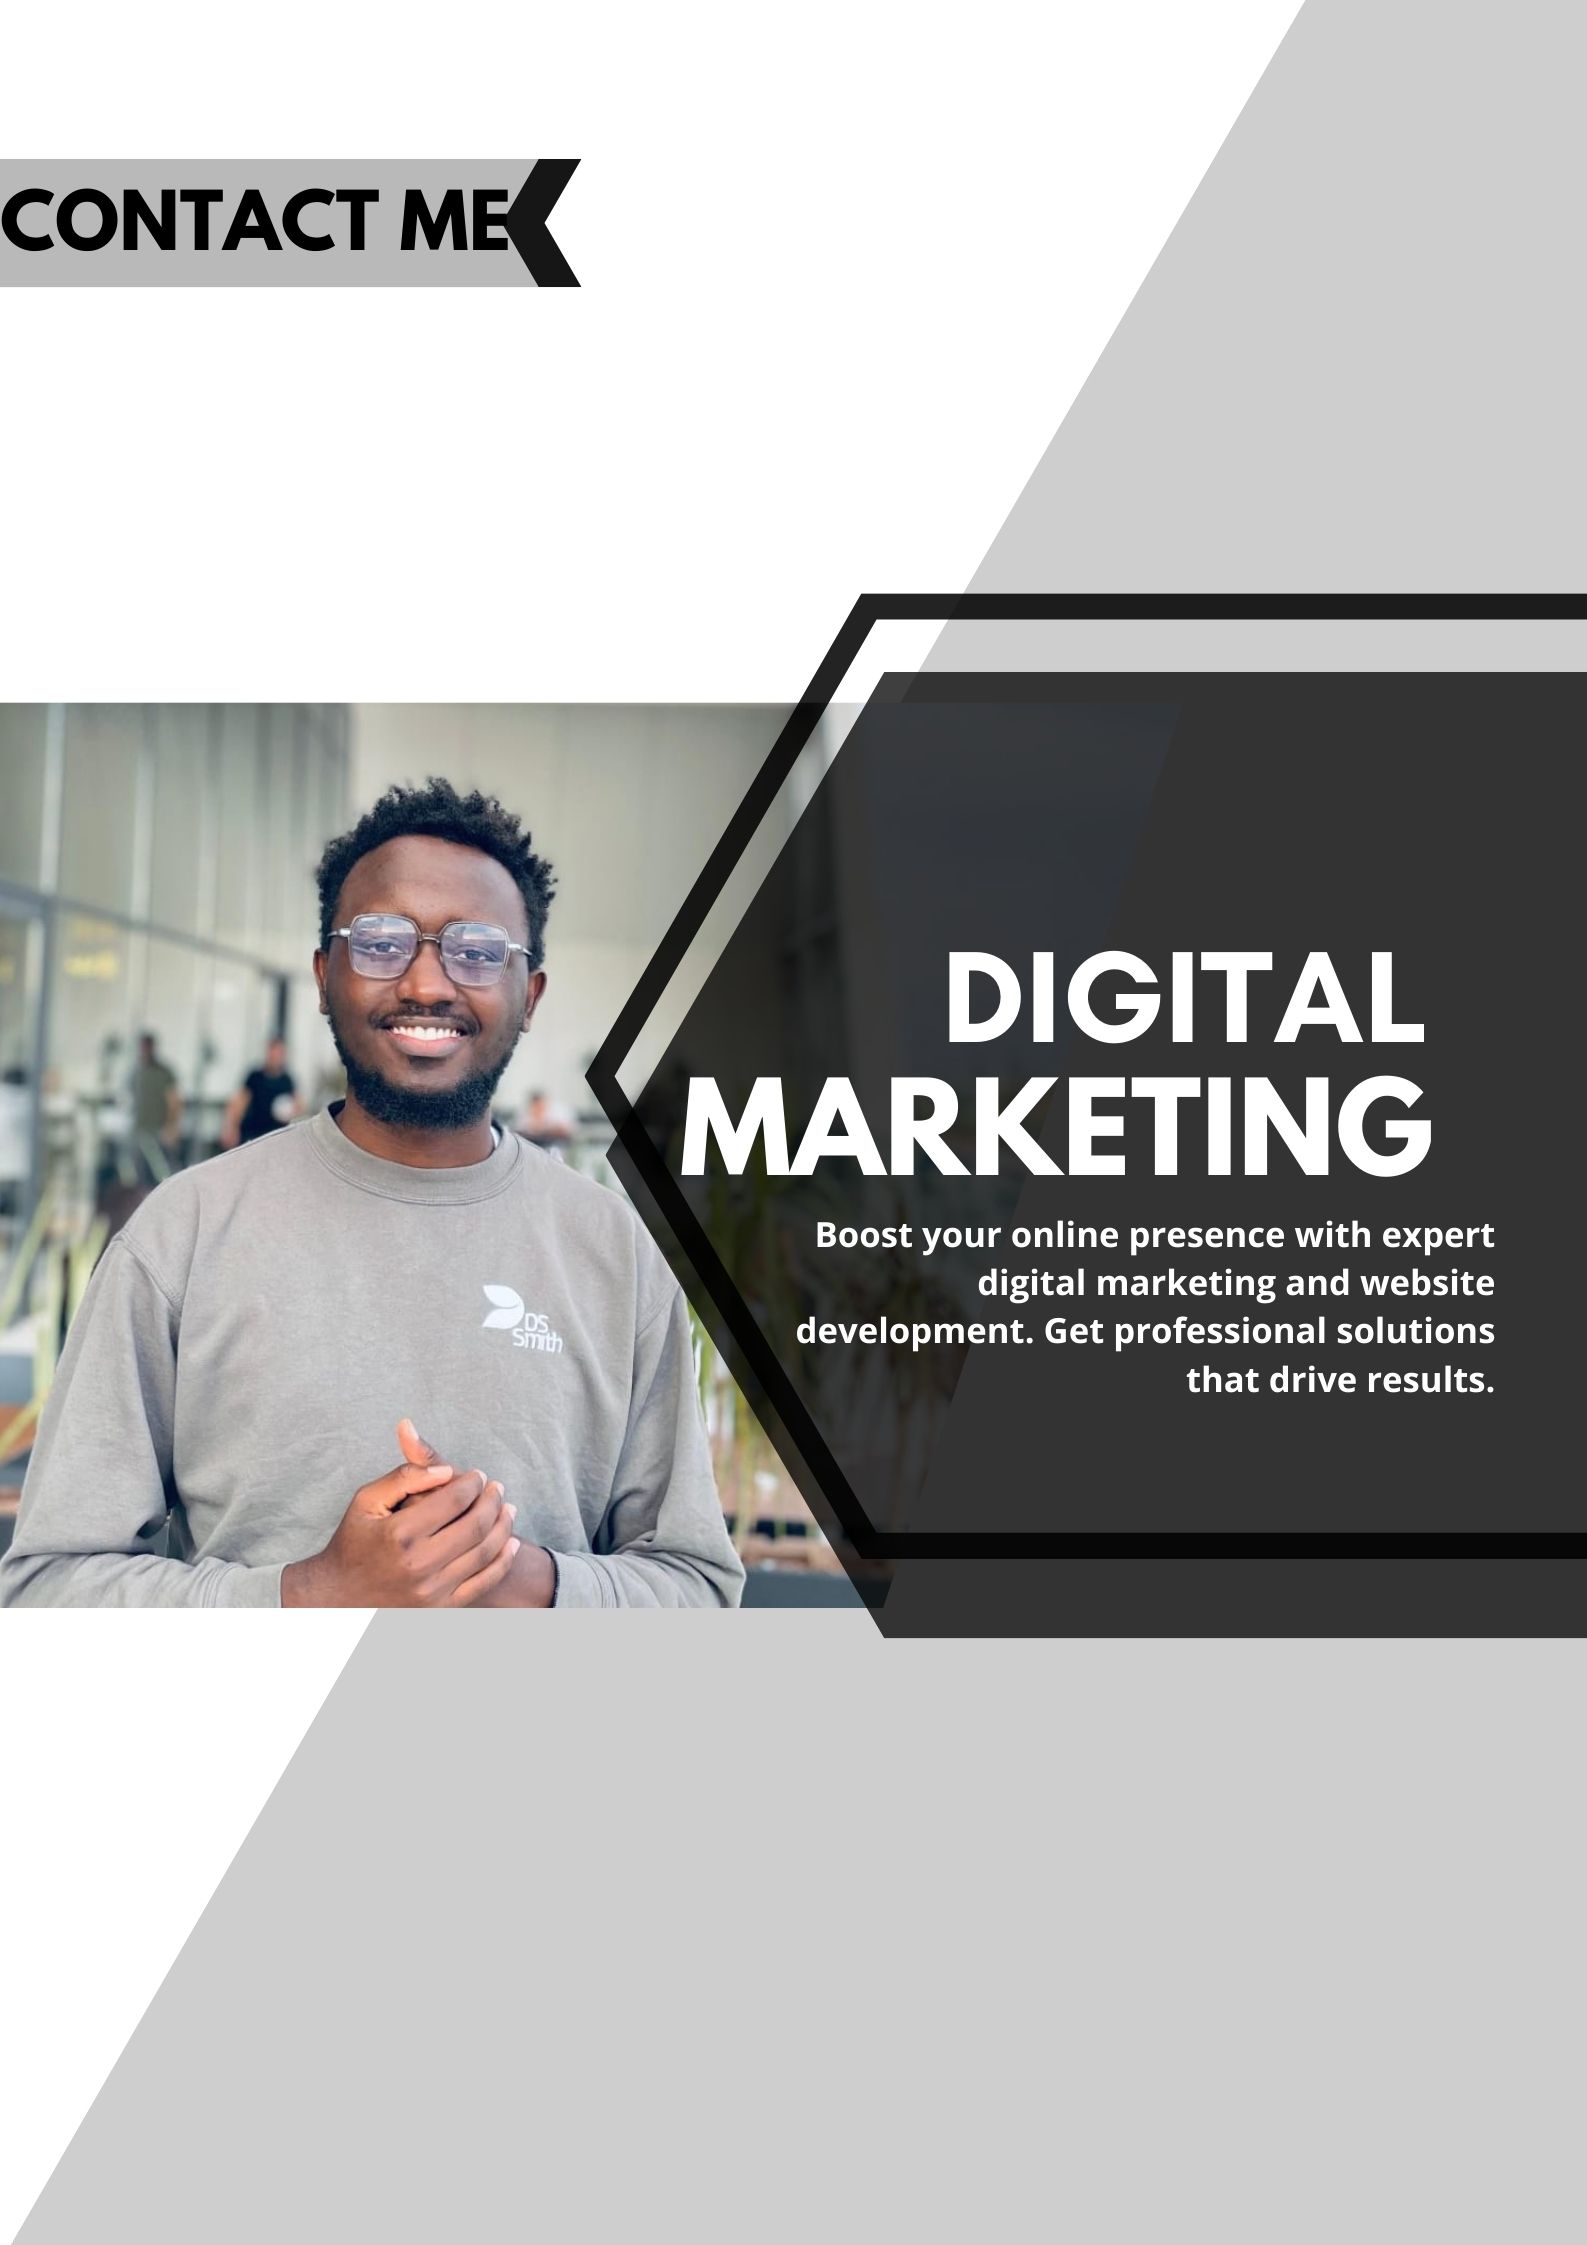 CONTACT ME
DIGITAL
MARKETING
Boost your online presence with expert
digital marketing and website
development. Get professional solutions
that drive results.
DS
Smith